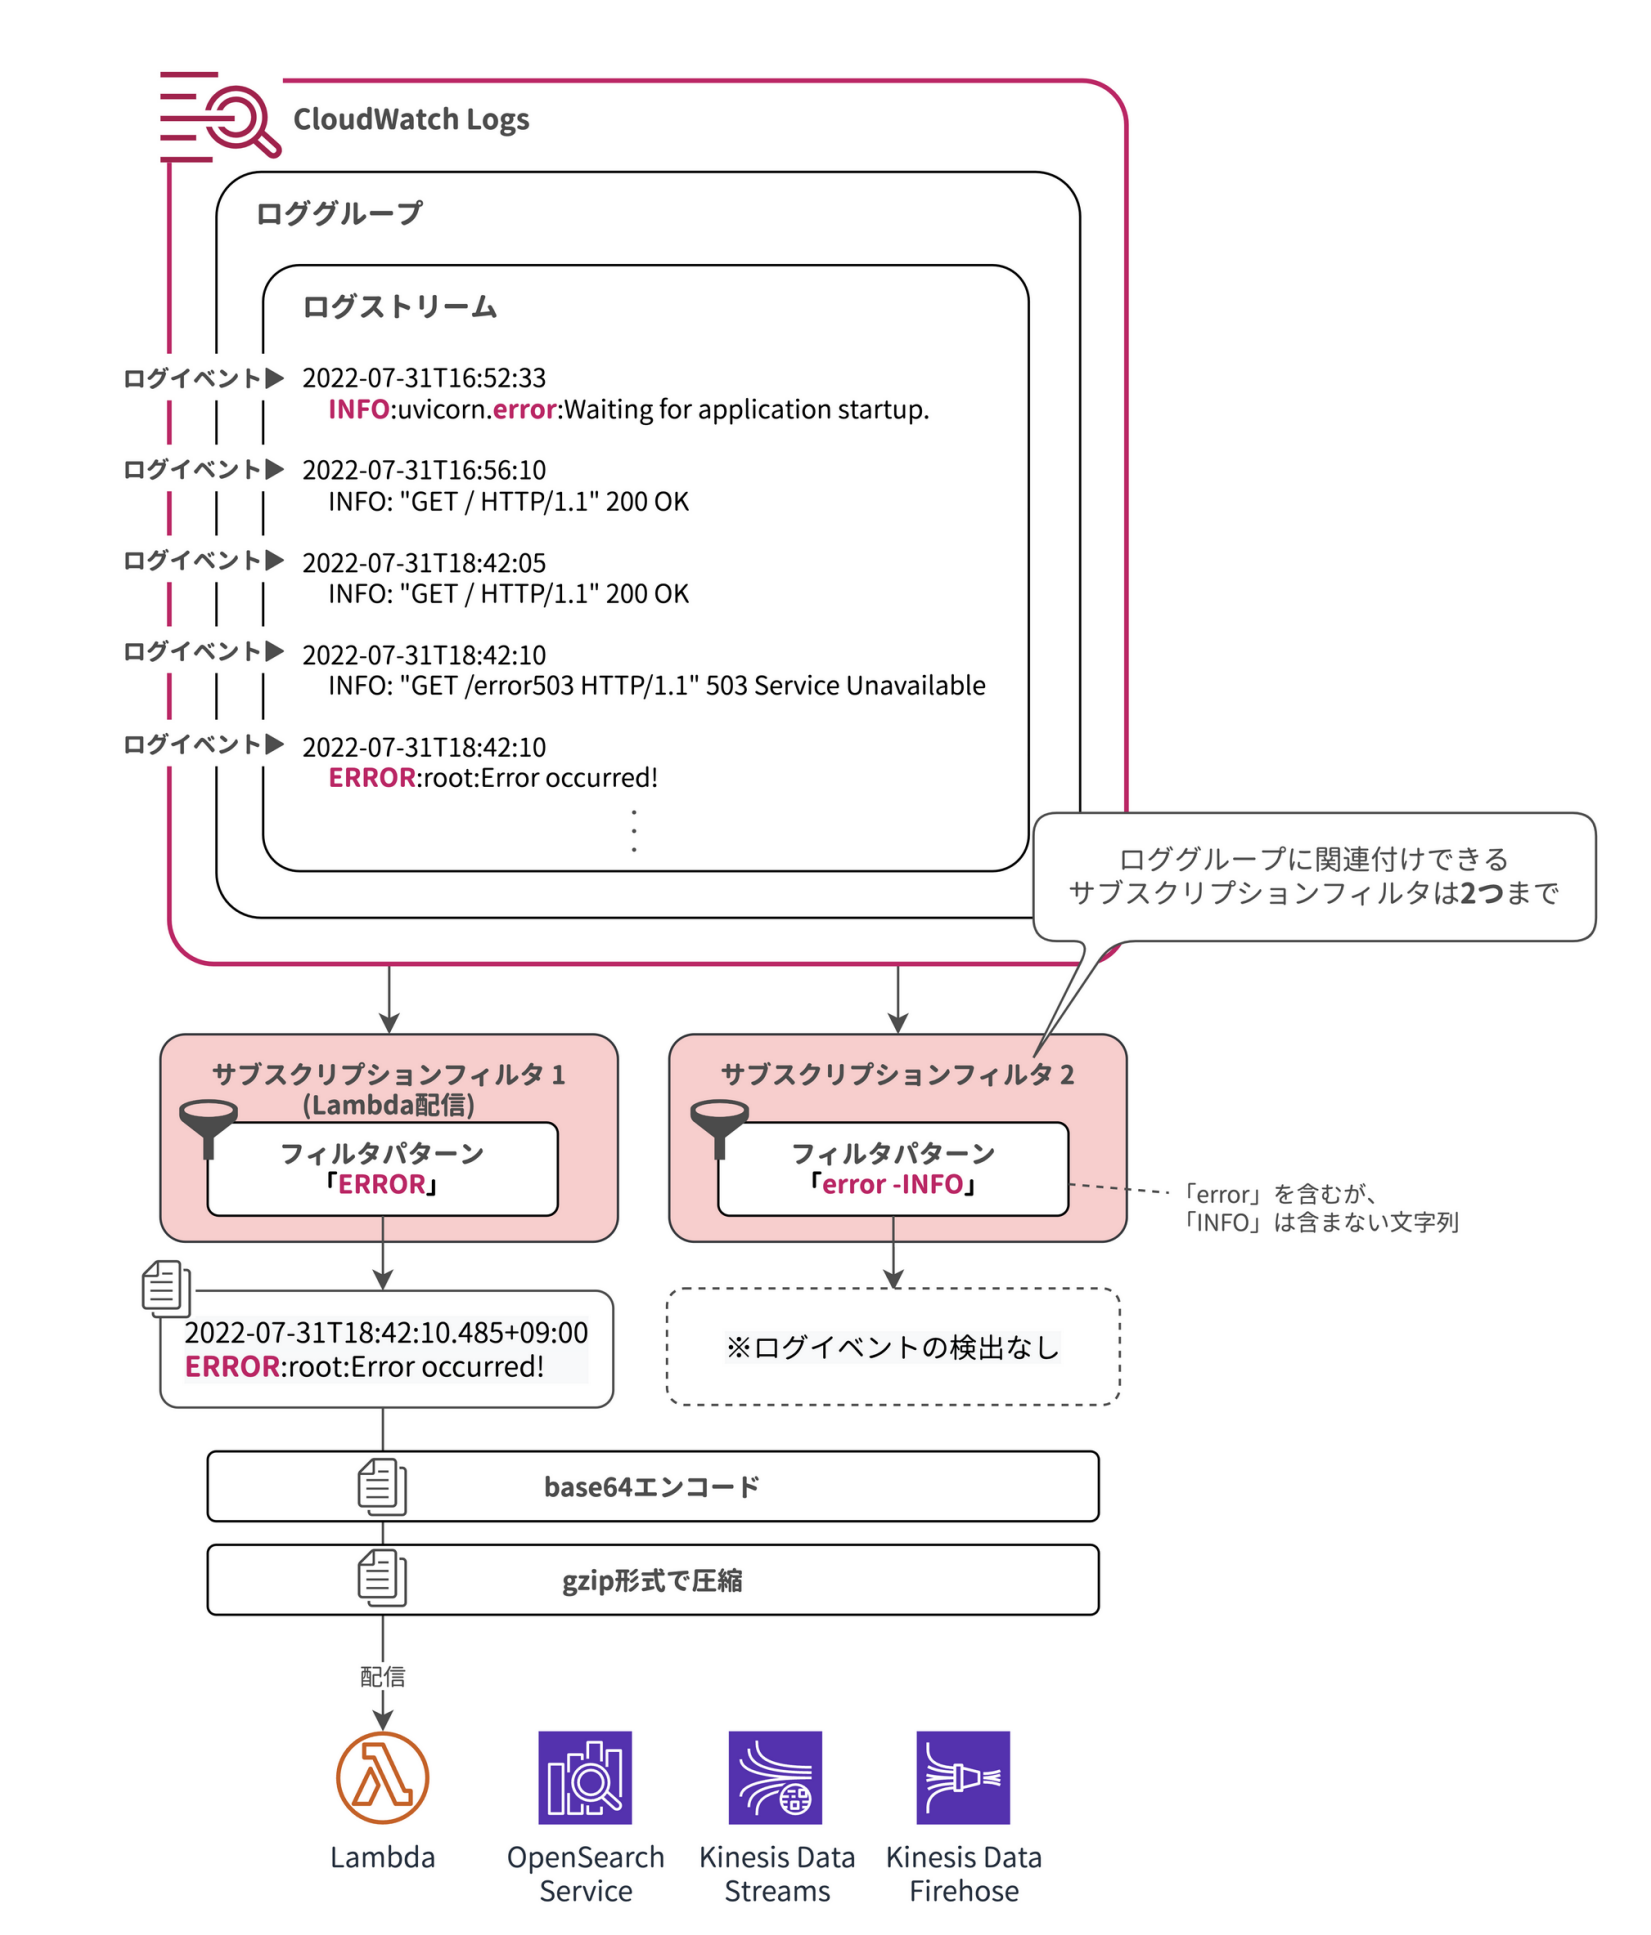 CloudWatch Logs
ロググループ
ログストリーム
ログイベント
2022-07-31T16:52:33
INFO:uvicorn.error:Waiting for application startup.
ログイベント
2022-07-31T16:56:10
INFO: "GET / HTTP/1.1" 200 OK
ログイベント
2022-07-31T18:42:05
INFO: "GET / HTTP/1.1" 200 OK
ログイベント
2022-07-31T18:42:10
INFO: "GET /error503 HTTP/1.1" 503 Service Unavailable
ログイベント
2022-07-31T18:42:10
ERROR:root:Error occurred!
ロググループに関連付けできる
サブスクリプションフィルタは2つまで
サブスクリプションフィルタ1
(Lambda配信)
フィルタパターン
「ERROR」
サブスクリプションフィルタ2
フィルタパターン
「error -INFO」
「error」を含むが、
「INFO」は含まない文字列
2022-07-31T18:42:10.485+09:00
ERROR:root:Error occurred!
※ログイベントの検出なし
base64エンコード
gzip形式で圧縮
配信
Lambda
OpenSearch
Service
Kinesis Data
Streams
Kinesis Data
Firehose